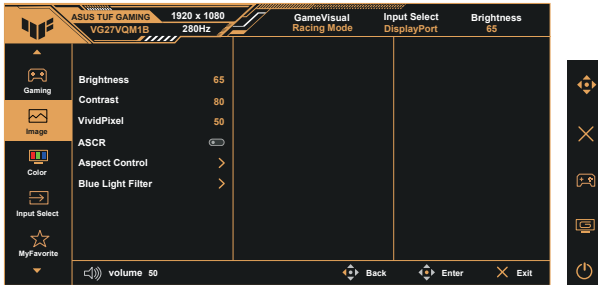 ASUS TUF GAMING 1920 x 1080
VG27VQM1B 280Hz
GameVisual
Racing Mode
Input Select
DisplayPort
Brightness
65
Gaming
Image
Color
Input Select
MyFavorite
Brightness 65
Contrast 80
VividPixel 50
ASCR
Aspect Control
Blue Light Filter
volume 50
Back
Enter
Exit